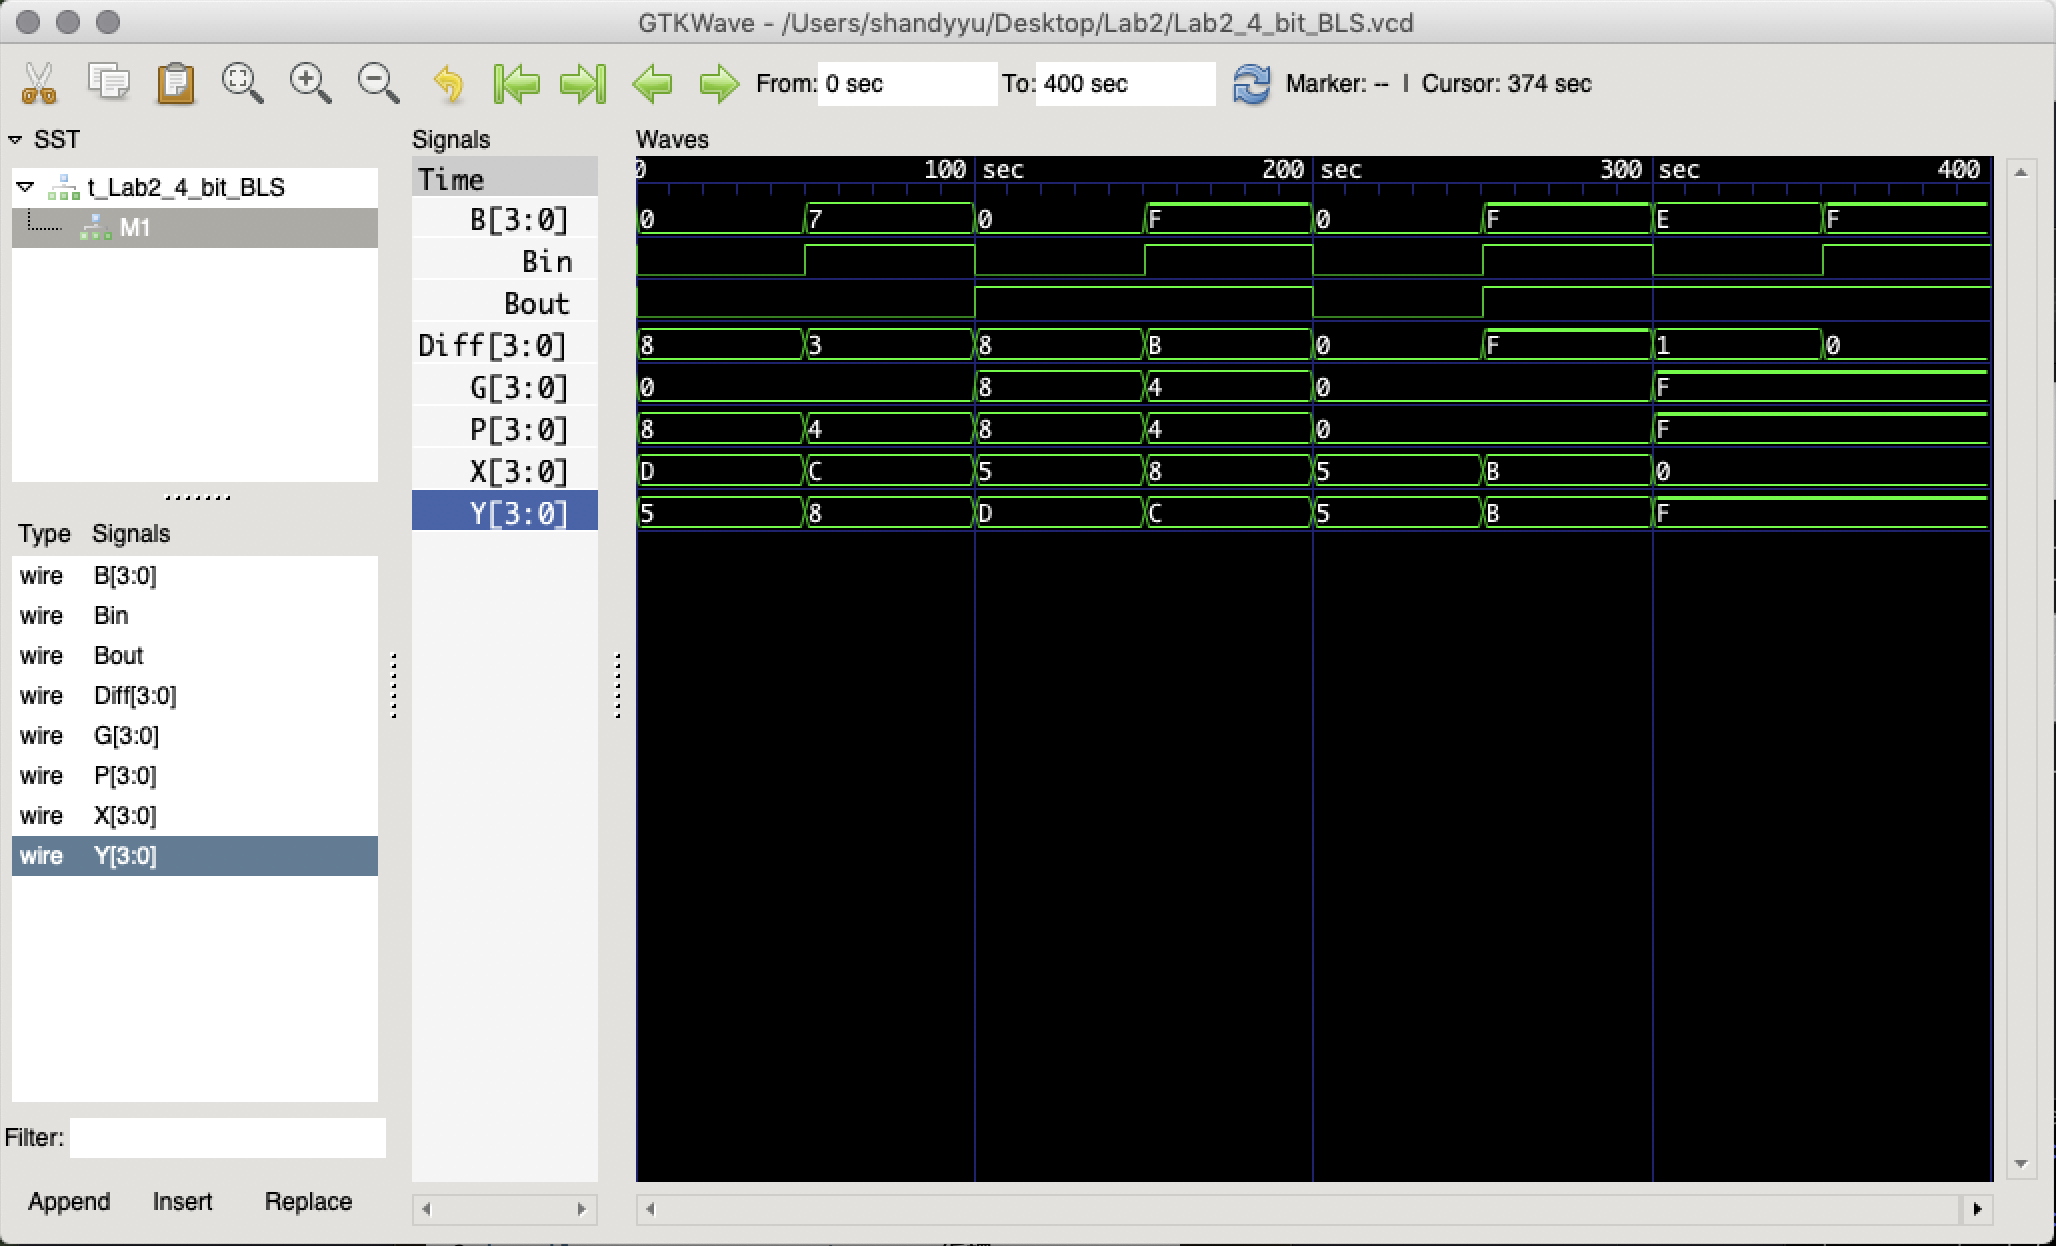 GTKWave - /Users/shandyyu/Desktop/Lab2/Lab2_4_bit_BLS.vcd
From: 0 sec To: 400 sec Marker: -- | Cursor: 374 sec
SST
t_Lab2_4_bit_BLS
M1
Type Signals
wire B[3:0]
wire Bin
wire Bout
wire Diff[3:0]
wire G[3:0]
wire P[3:0]
wire X[3:0]
wire Y[3:0]
Filter:
Append Insert Replace
Signals
Time
B[3:0]
Bin
Bout
Diff[3:0]
G[3:0]
P[3:0]
X[3:0]
Y[3:0]
Waves
0 100 sec 200 sec 300 sec 400
0 7 0 F 0 F E F
8 3 8 B 0 F 1 0
0 8 4 0 F
8 4 8 4 0 F
D C 5 8 5 B 0
5 8 D C 5 B F